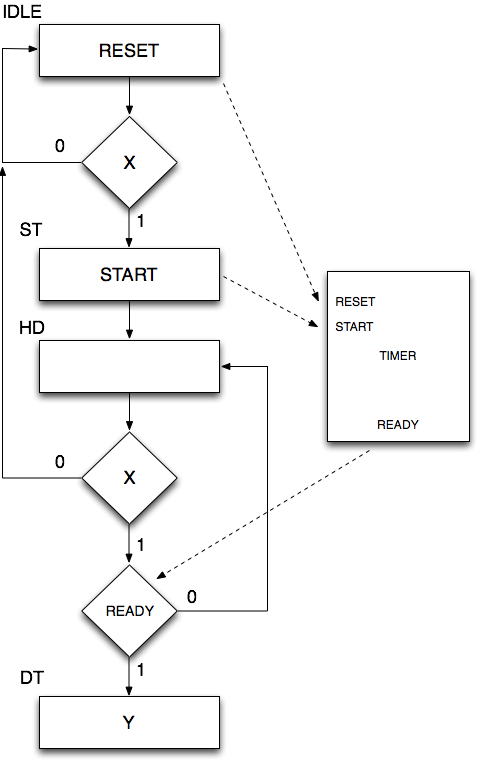 IDLE
RESET
0
X
1
ST
START
RESET
START
HD
TIMER
READY
0
X
1
READY
0
1
DT
Y